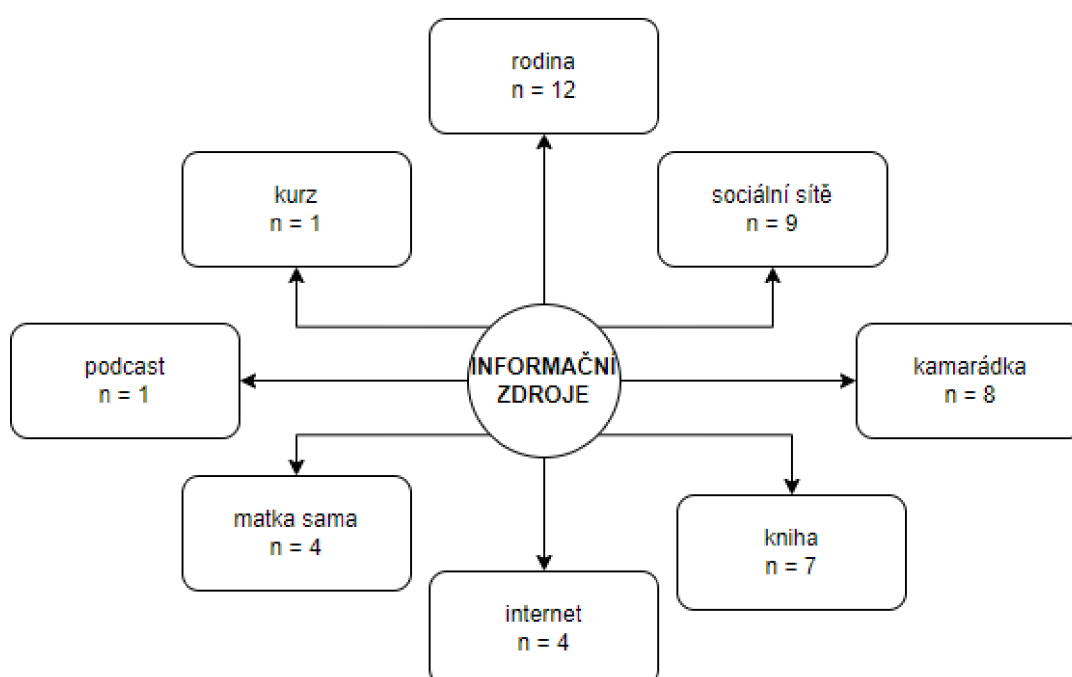 rodina
n = 12
kurz
n = 1
sociální sítě
n = 9
podcast
n = 1
INFORMAČNÍ
ZDROJE
kamarádka
n = 8
matka sama
n = 4
kniha
n = 7
internet
n = 4